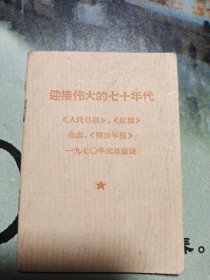 迎接伟大的七十年代
《人民日报》、《红旗》
杂志、《解放军报》
一九七〇年元旦社论